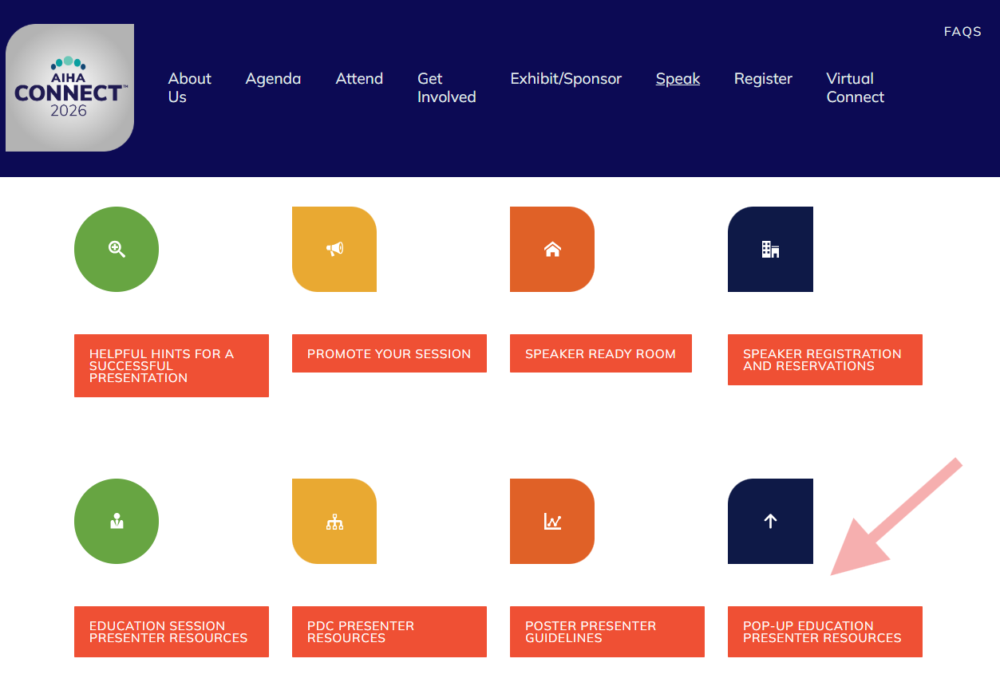 FAQS
AIHA
CONNECT™
2026
About
Us
Agenda
Attend
Get
Involved
Exhibit/Sponsor
Speak
Register
Virtual
Connect
HELPFUL HINTS FOR A
SUCCESSFUL
PRESENTATION
PROMOTE YOUR SESSION
SPEAKER READY ROOM
SPEAKER REGISTRATION
AND RESERVATIONS
EDUCATION SESSION
PRESENTER RESOURCES
PDC PRESENTER
RESOURCES
POSTER PRESENTER
GUIDELINES
POP-UP EDUCATION
PRESENTER RESOURCES